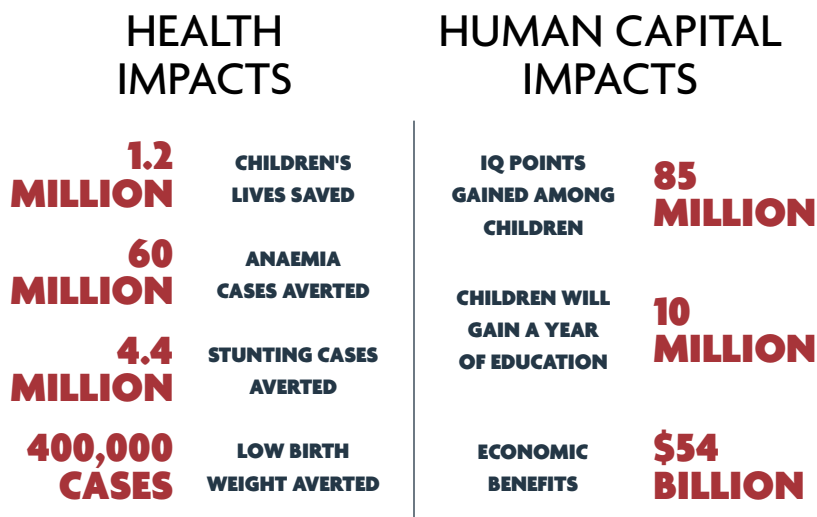 HEALTH
IMPACTS
1.2
MILLION
CHILDREN'S
LIVES SAVED
60
MILLION
ANAEMIA
CASES AVERTED
4.4
MILLION
STUNTING CASES
AVERTED
400,000
CASES
LOW BIRTH
WEIGHT AVERTED
HUMAN CAPITAL
IMPACTS
IQ POINTS
GAINED AMONG
CHILDREN
85
MILLION
CHILDREN WILL
GAIN A YEAR
OF EDUCATION
10
MILLION
ECONOMIC
BENEFITS
$54
BILLION